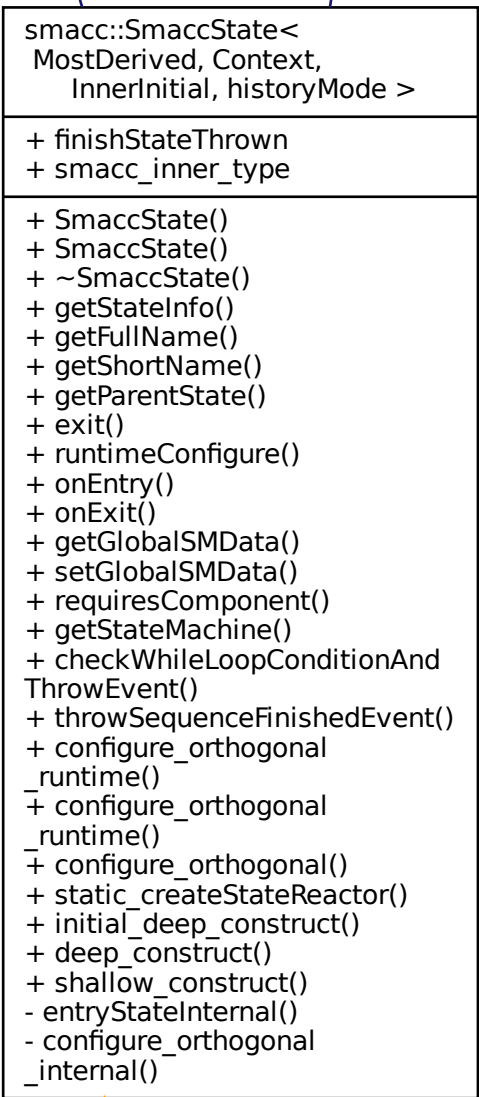 smacc::SmaccState<
MostDerived, Context,
InnerInitial, historyMode >
+ finishStateThrown
+ smacc_inner_type
+ SmaccState()
+ SmaccState()
+ ~SmaccState()
+ getStateInfo()
+ getFullName()
+ getShortName()
+ getParentState()
+ exit()
+ runtimeConfigure()
+ onEntry()
+ onExit()
+ getGlobalSMData()
+ setGlobalSMData()
+ requiresComponent()
+ getStateMachine()
+ checkWhileLoopConditionAnd
ThrowEvent()
+ throwSequenceFinishedEvent()
+ configure_orthogonal
_runtime()
+ configure_orthogonal
_runtime()
+ configure_orthogonal()
+ static_createStateReactor()
+ initial_deep_construct()
+ deep_construct()
+ shallow_construct()
- entryStateInternal()
- configure_orthogonal
_internal()